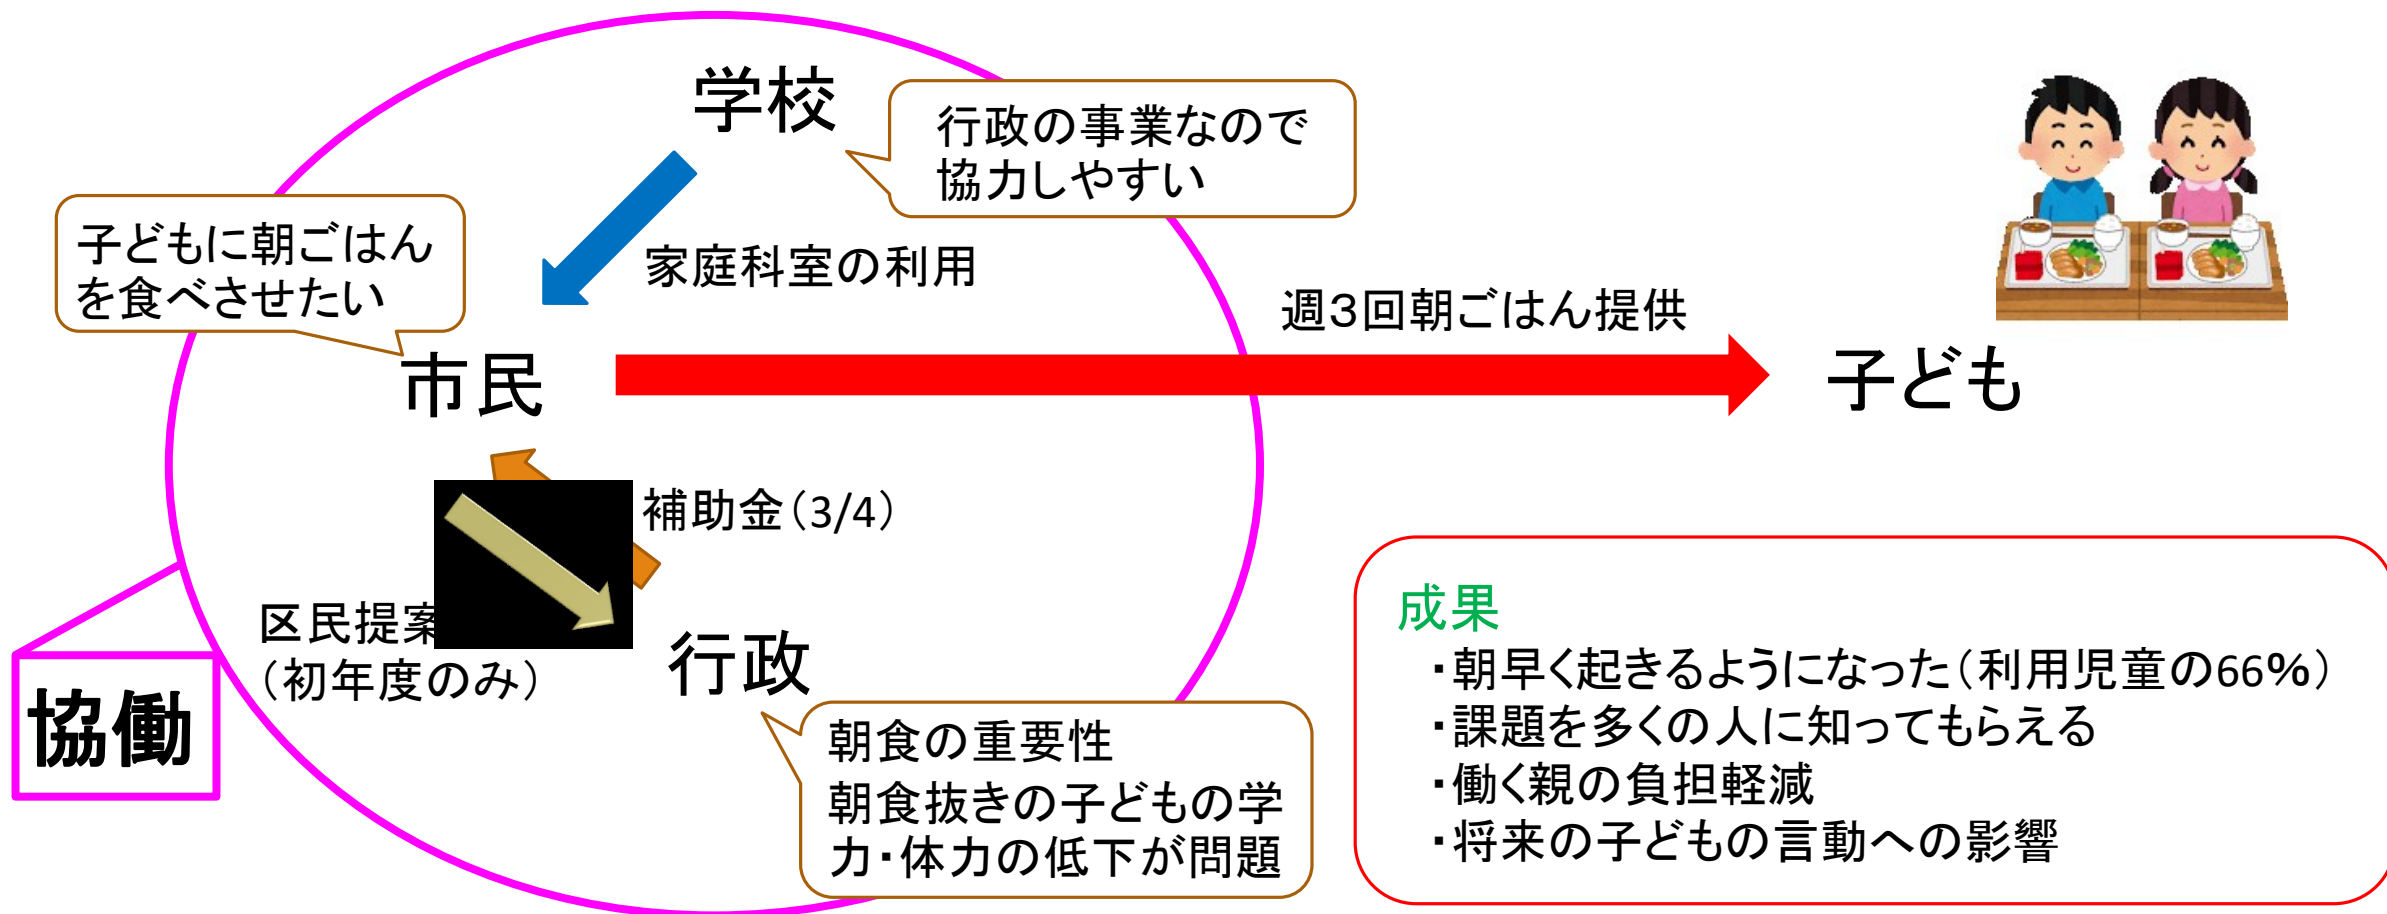 学校
行政の事業なので
協力しやすい
子どもに朝ごはん
を食べさせたい
家庭科室の利用
週3回朝ごはん提供
市民
子ども
補助金（3/4）
区民提案
（初年度のみ）
行政
協働
朝食の重要性
朝食抜きの子どもの学
力・体力の低下が問題
成果
・朝早く起きるようになった（利用児童の66%）
・課題を多くの人に知ってもらえる
・働く親の負担軽減
・将来の子どもの言動への影響